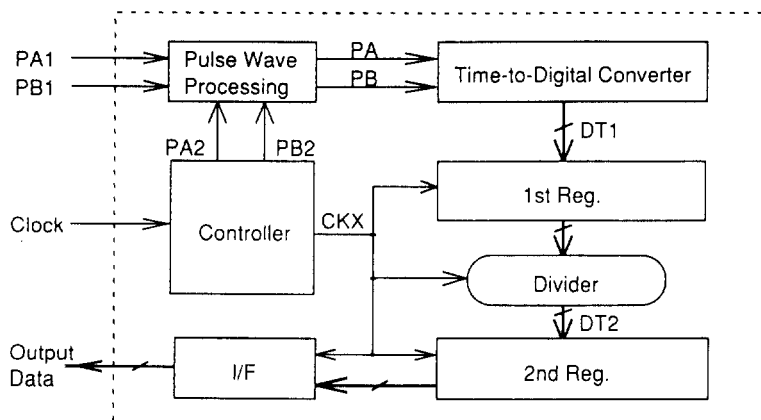 PA1
PB1
Pulse Wave
Processing
PA
PB
Time-to-Digital Converter
DT1
PA2
PB2
Clock
Controller
CKX
1st Reg.
Divider
DT2
Output
Data
I/F
2nd Reg.